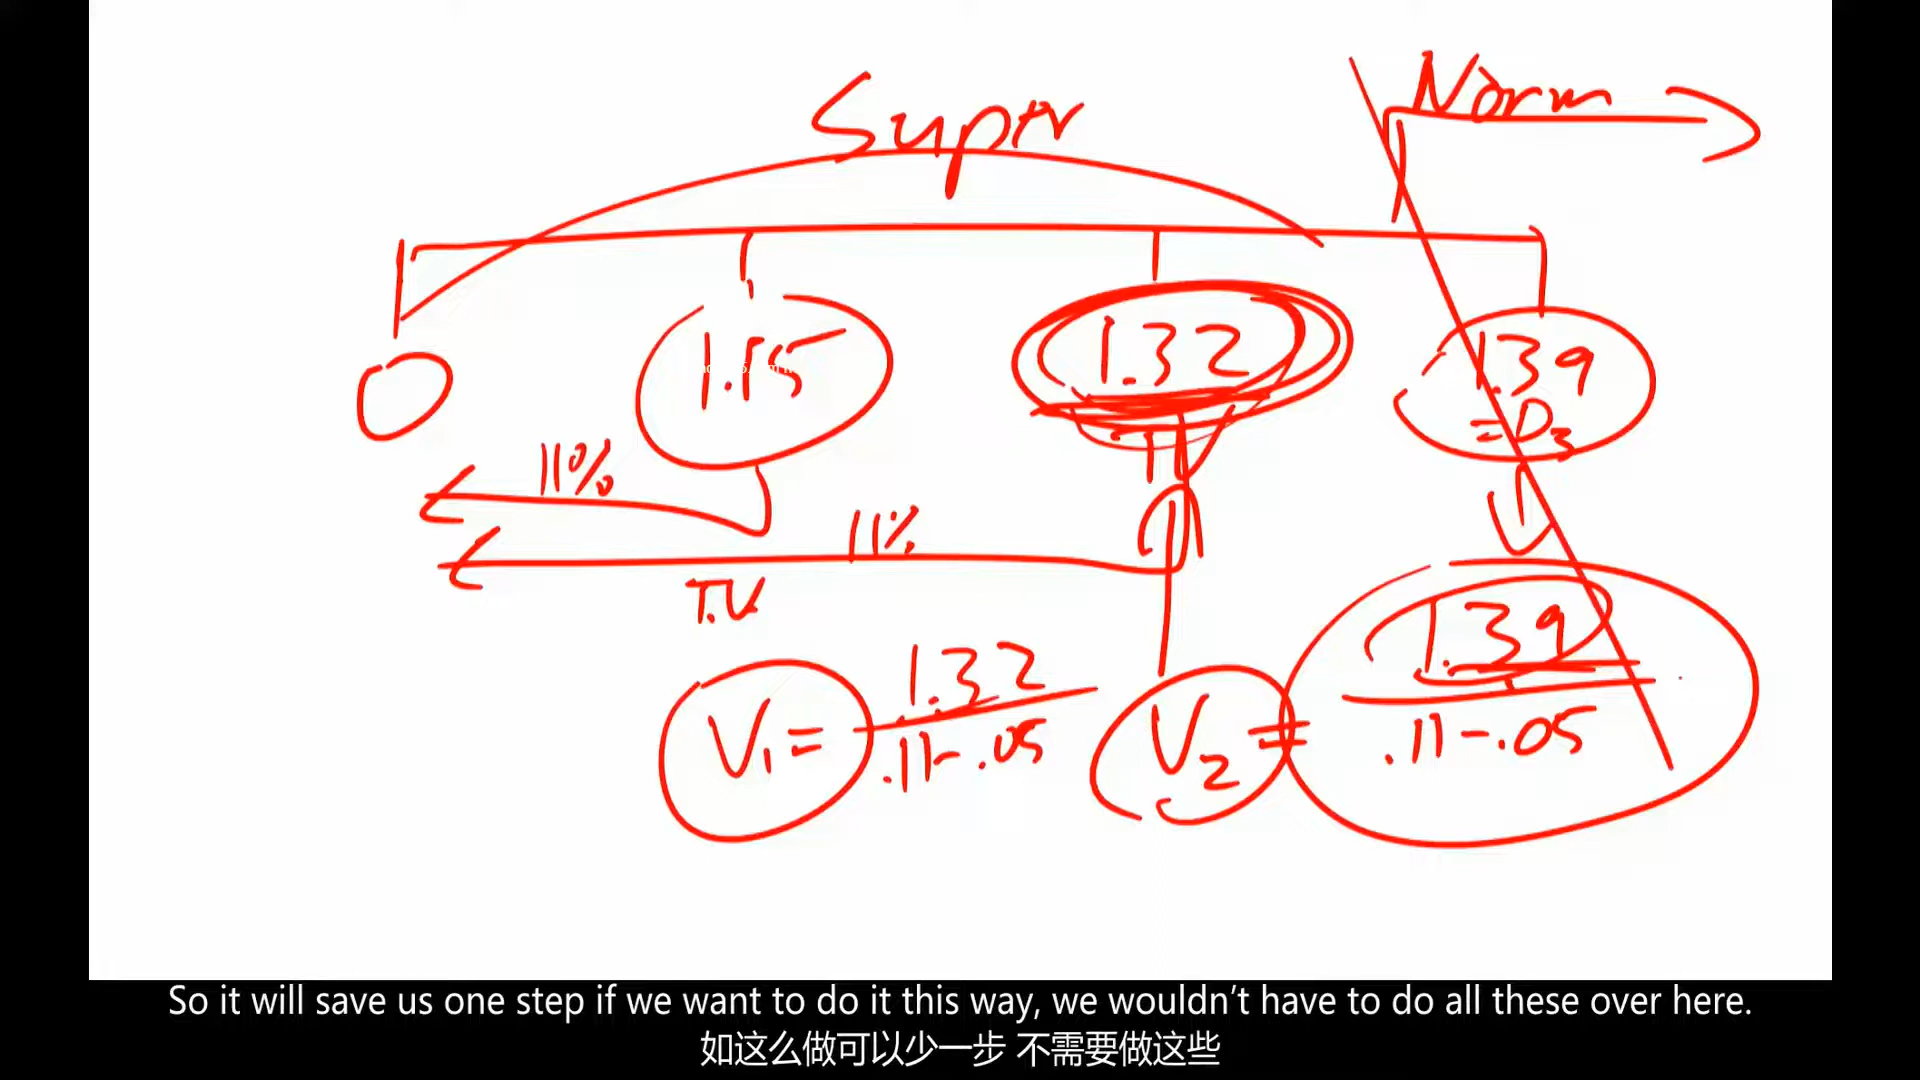 Super
Norm
0
1.15
1.32
1.39
= D3
11%
11%
T.V
TV
1.32
1.39
V1 =
.11-.05
V2 =
.11-.05
So it will save us one step if we want to do it this way, we wouldn't have to do all these over here.
如这么做可以少一步 不需要做这些